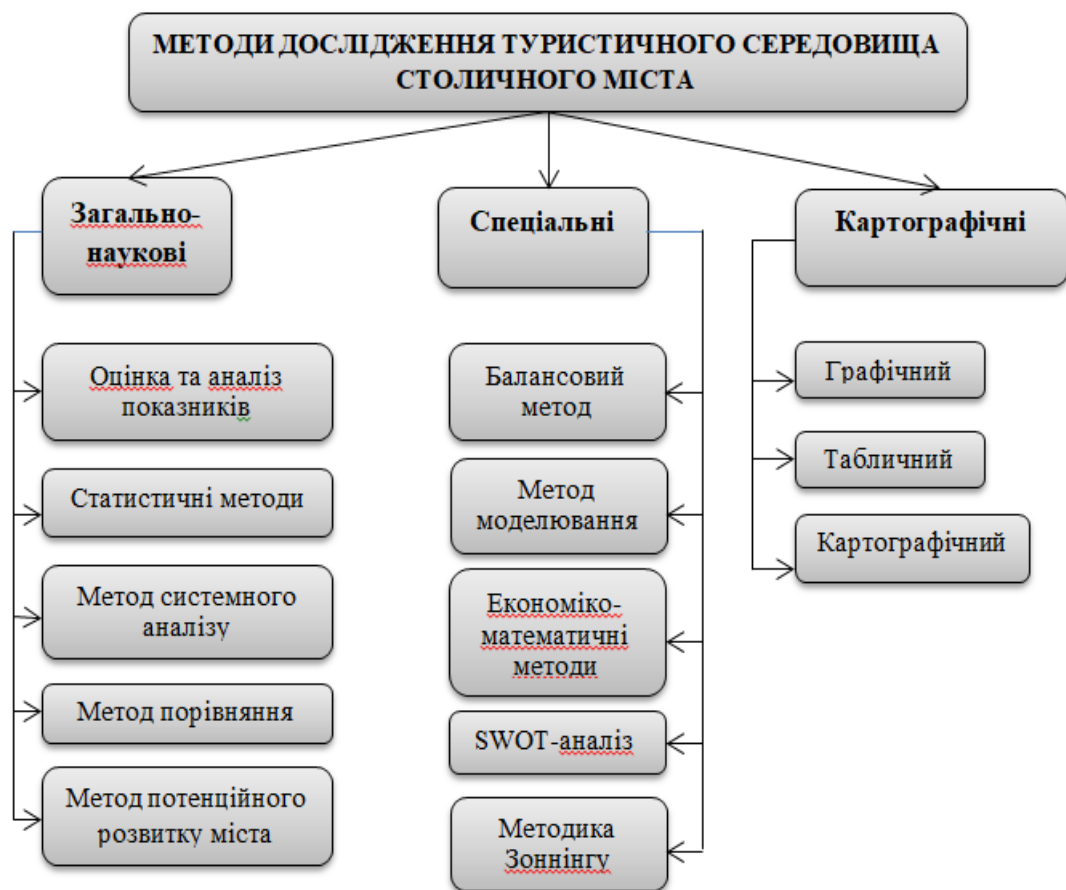 МЕТОДИ ДОСЛІДЖЕННЯ ТУРИСТИЧНОГО СЕРЕДОВИЩА
СТОЛИЧНОГО МІСТА
Загально-
наукові
Оцінка та аналіз
показників
Статистичні методи
Метод системного
аналізу
Метод порівняння
Метод потенційного
розвитку міста
Спеціальні
Балансовий
метод
Метод
моделювання
Економіко-
математичні
методи
SWOT-аналіз
Методика
Зоннінгу
Картографічні
Графічний
Табличний
Картографічний